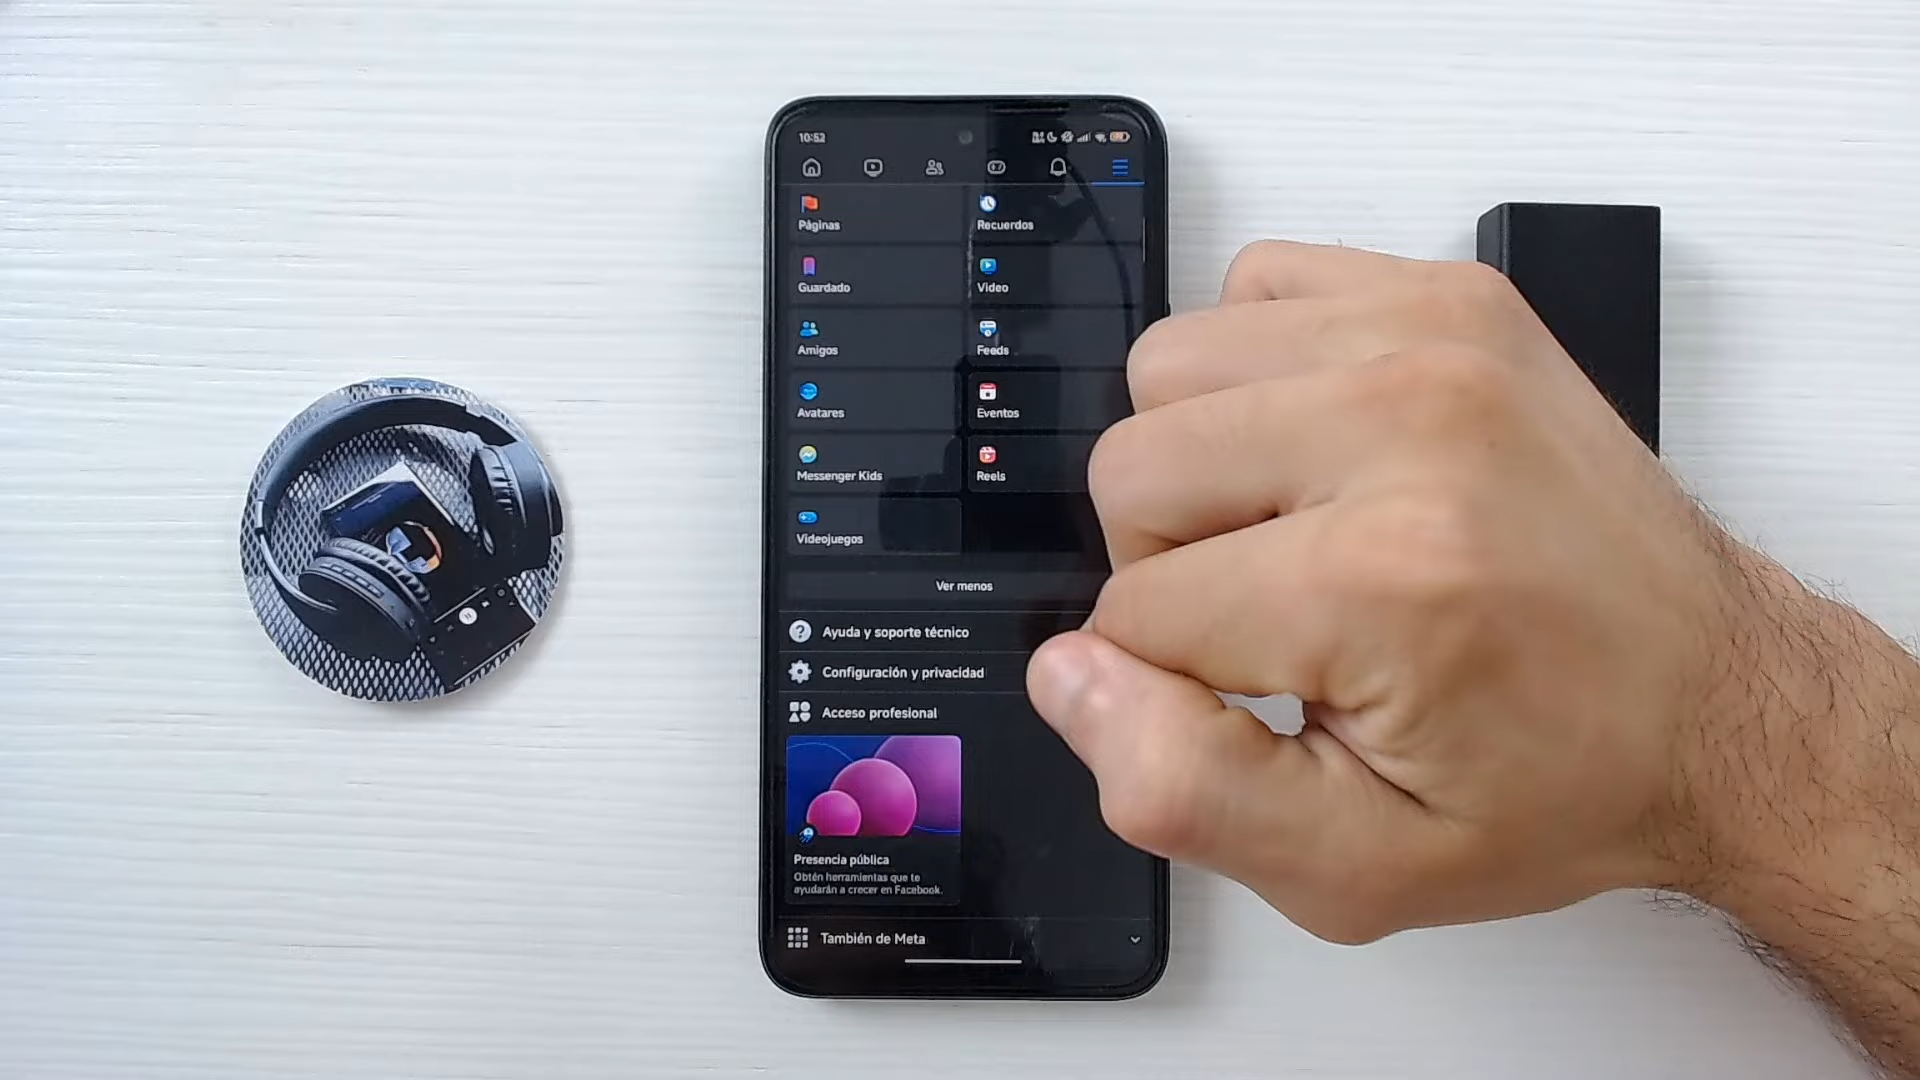 10:52
Páginas
Recuerdos
Guardado
Video
Amigos
Feeds
Avatares
Eventos
Messenger Kids
Reels
Videojuegos
Ver menos
Ayuda y soporte técnico
Configuración y privacidad
Acceso profesional
Presencia pública
Obtén herramientas que te
ayudarán a crecer en Facebook.
También de Meta